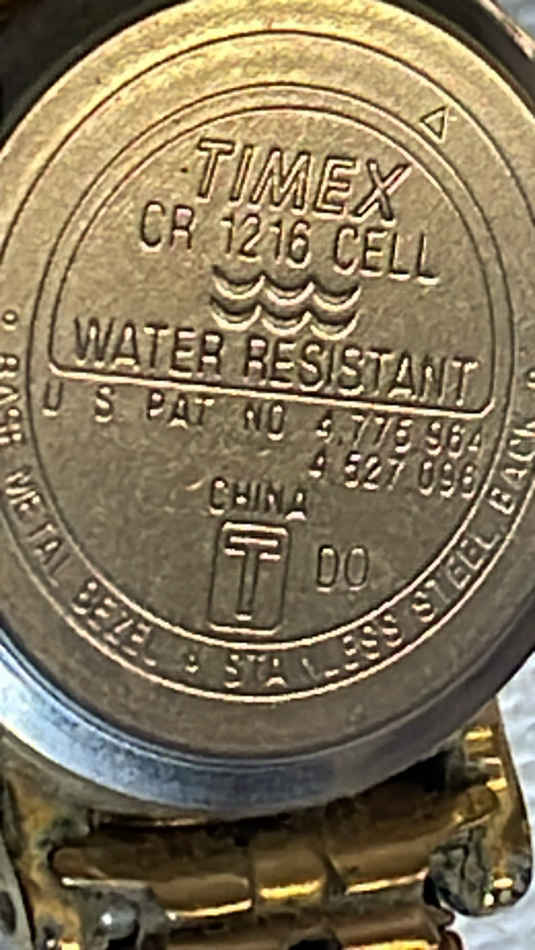 TIMEX
CR 1216 CELL
WATER RESISTANT
U S PAT NO 4,775,964
4 527 096
CHINA
T DO
BASE METAL BEZEL & STAINLESS STEEL BACK